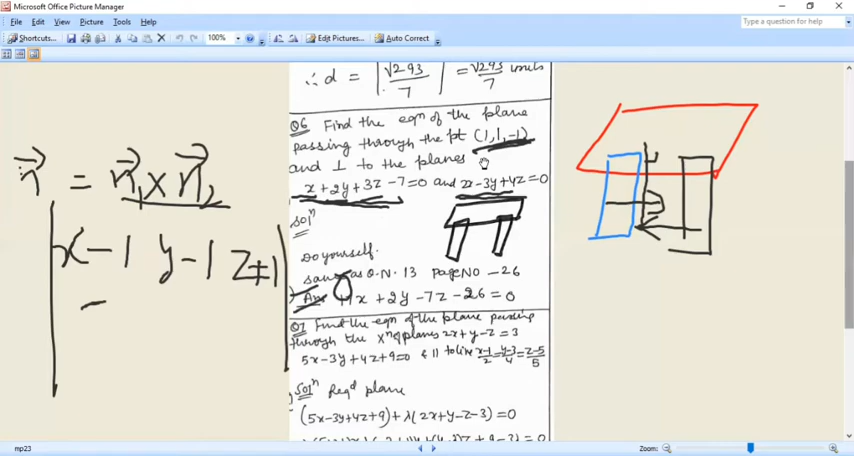 Microsoft Office Picture Manager
File Edit View Picture Tools Help
Type a question for help
Shortcuts... 100% Edit Pictures... Auto Correct
∴ d = |√293/7| = √293/7 units
Q6 Find the eqn of the plane
passing through the pt (1,1,-1)
and ⊥ to the planes
x+2y+3z-7=0 and 2x-3y+4z=0
Soln
Do yourself.
same as Q.N. 13 page No -26
Ans 17x + 2y - 7z - 26 = 0
Q7 Find the eqn of the plane passing
through the Xn of planes 2x+y-z=3
5x-3y+4z+9=0 & || to line x-1/2=y-3/4=z-5/5
Soln Reqd plane
(5x-3y+4z+9)+λ(2x+y-z-3)=0
n = n1 × n2
x-1 y-1 z+1
mp23
Zoom: